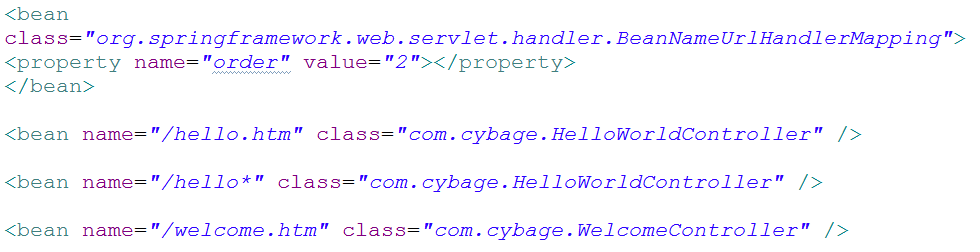 <bean
class="org.springframework.web.servlet.handler.BeanNameUrlHandlerMapping">
<property name="order" value="2"></property>
</bean>
<bean name="/hello.htm" class="com.cybage.HelloWorldController" />
<bean name="/hello*" class="com.cybage.HelloWorldController" />
<bean name="/welcome.htm" class="com.cybage.WelcomeController" />